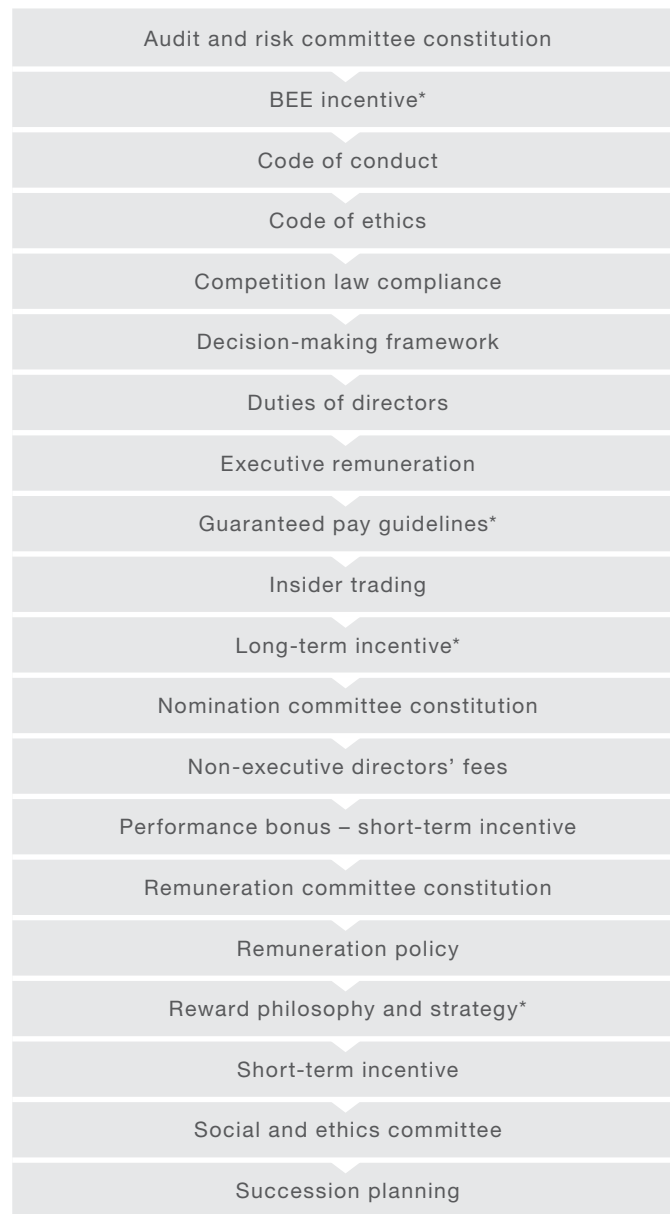 Audit and risk committee constitution
BEE incentive*
Code of conduct
Code of ethics
Competition law compliance
Decision-making framework
Duties of directors
Executive remuneration
Guaranteed pay guidelines*
Insider trading
Long-term incentive*
Nomination committee constitution
Non-executive directors’ fees
Performance bonus – short-term incentive
Remuneration committee constitution
Remuneration policy
Reward philosophy and strategy*
Short-term incentive
Social and ethics committee
Succession planning